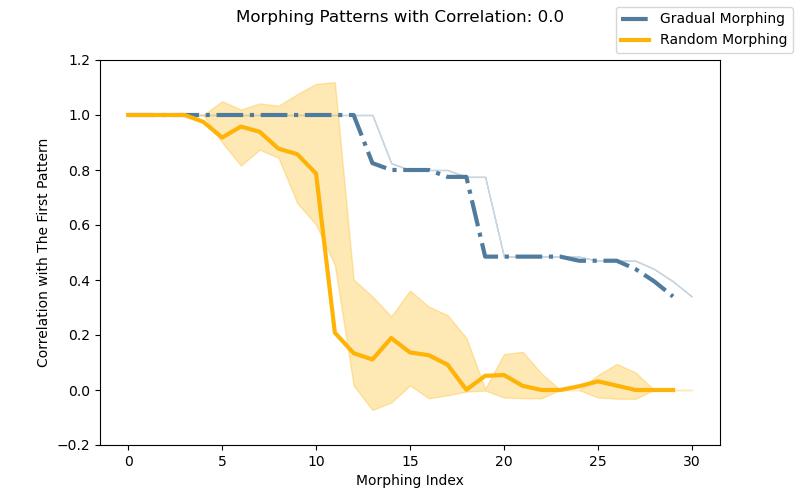 Morphing Patterns with Correlation: 0.0
Gradual Morphing
Random Morphing
1.2
1.0
0.8
0.6
0.4
0.2
0.0
−0.2
Correlation with The First Pattern
0 5 10 15 20 25 30
Morphing Index